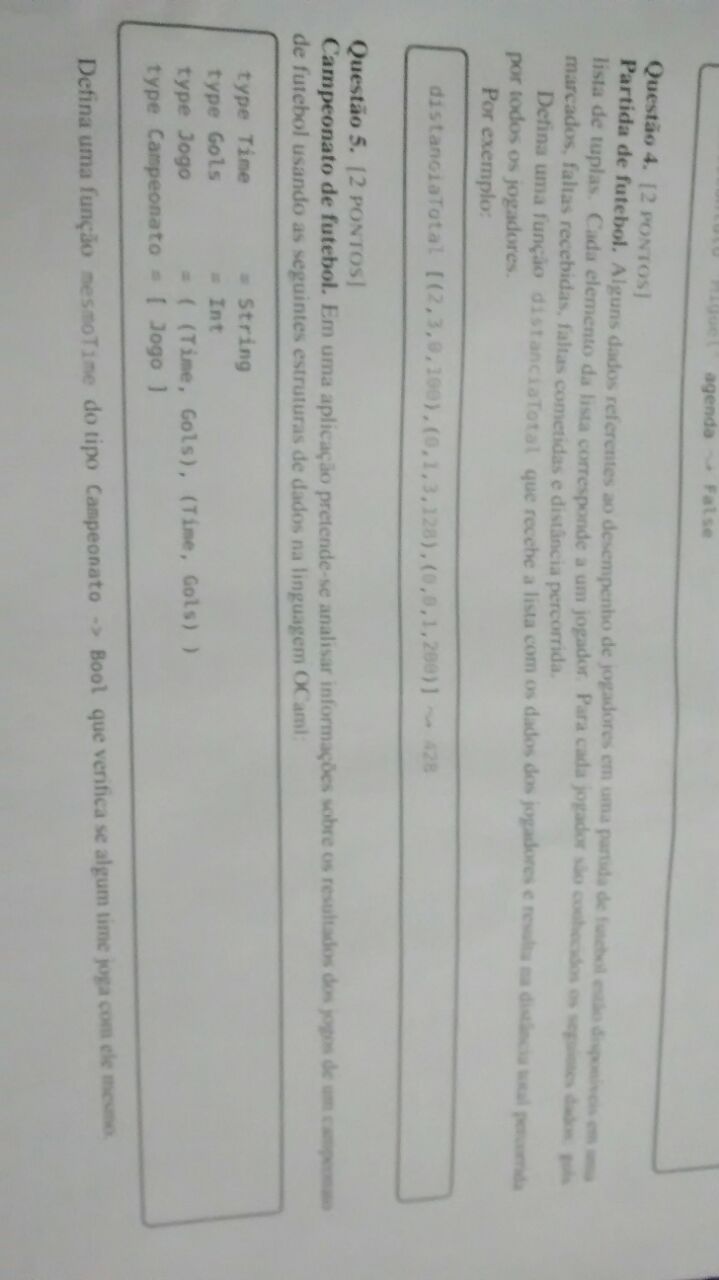 agenda ⤳ False
Questão 4. [2 PONTOS]
Partida de futebol. Alguns dados referentes ao desempenho de jogadores em uma partida de futebol estão disponíveis em uma
lista de tuplas. Cada elemento da lista corresponde a um jogador. Para cada jogador são conhecidos os seguintes dados: gols
marcados, faltas recebidas, faltas cometidas e distância percorrida.
Defina uma função distanciaTotal que recebe a lista com os dados dos jogadores e resulta na distância total percorrida
por todos os jogadores.
Por exemplo:
distanciaTotal [(2,3,0,100),(0,1,3,128),(0,0,1,200)] ⤳ 428
Questão 5. [2 PONTOS]
Campeonato de futebol. Em uma aplicação pretende-se analisar informações sobre os resultados dos jogos de um campeonato
de futebol usando as seguintes estruturas de dados na linguagem OCaml:
type Time = String
type Gols = Int
type Jogo = ( (Time, Gols), (Time, Gols) )
type Campeonato = [ Jogo ]
Defina uma função mesmoTime do tipo Campeonato -> Bool que verifica se algum time joga com ele mesmo.